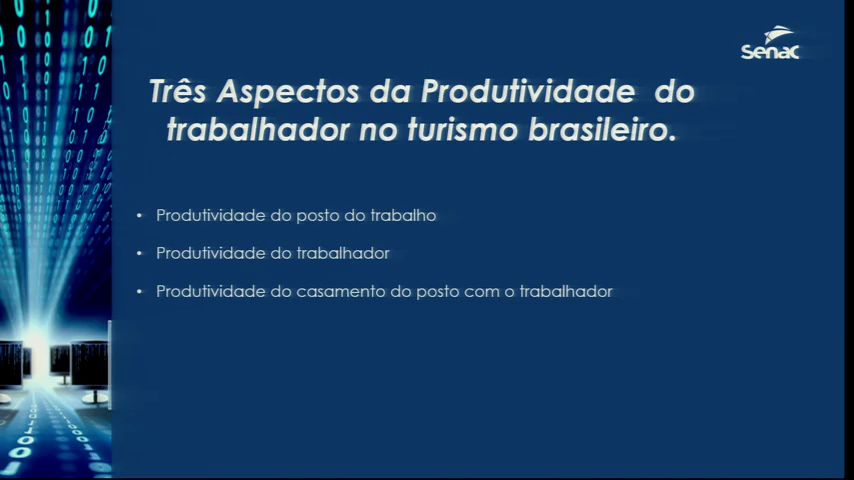 Senac
Três Aspectos da Produtividade do
trabalhador no turismo brasileiro.
• Produtividade do posto do trabalho
• Produtividade do trabalhador
• Produtividade do casamento do posto com o trabalhador